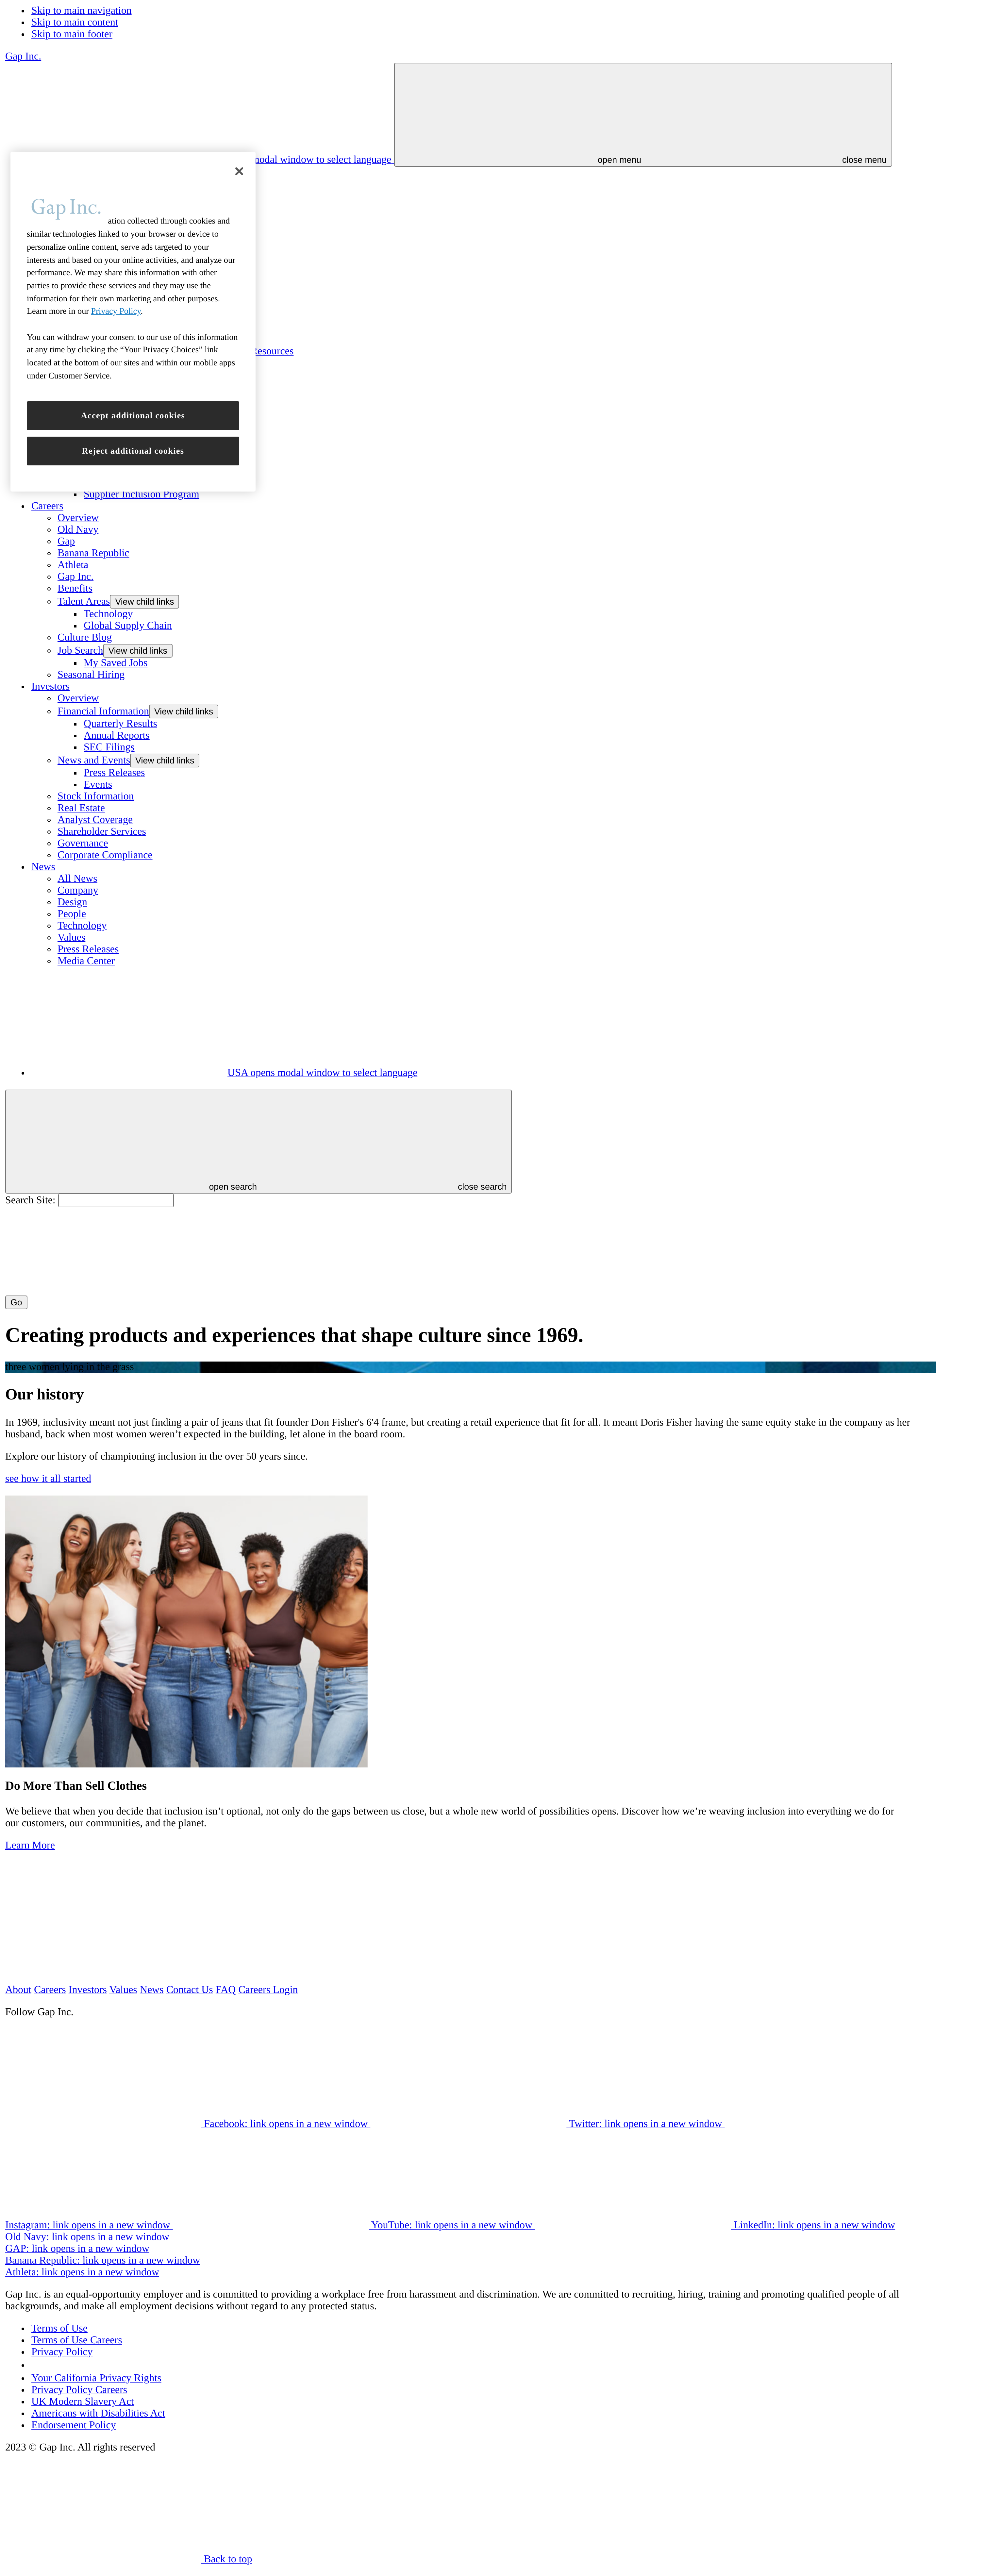 Skip to main navigation
Skip to main content
Skip to main footer
Gap Inc.
modal window to select language
open menu
close menu
Gap Inc.
ation collected through cookies and
similar technologies linked to your browser or device to
personalize online content, serve ads targeted to your
interests and based on your online activities, and analyze our
performance. We may share this information with other
parties to provide these services and they may use the
information for their own marketing and other purposes.
Learn more in our Privacy Policy.
You can withdraw your consent to our use of this information
at any time by clicking the “Your Privacy Choices” link
located at the bottom of our sites and within our mobile apps
under Customer Service.
Resources
Accept additional cookies
Reject additional cookies
Supplier Inclusion Program
Careers
Overview
Old Navy
Gap
Banana Republic
Athleta
Gap Inc.
Benefits
Talent Areas View child links
Technology
Global Supply Chain
Culture Blog
Job Search View child links
My Saved Jobs
Seasonal Hiring
Investors
Overview
Financial Information View child links
Quarterly Results
Annual Reports
SEC Filings
News and Events View child links
Press Releases
Events
Stock Information
Real Estate
Analyst Coverage
Shareholder Services
Governance
Corporate Compliance
News
All News
Company
Design
People
Technology
Values
Press Releases
Media Center
USA opens modal window to select language
open search
close search
Search Site:
Go
Creating products and experiences that shape culture since 1969.
three women lying in the grass
Our history
In 1969, inclusivity meant not just finding a pair of jeans that fit founder Don Fisher's 6'4 frame, but creating a retail experience that fit for all. It meant Doris Fisher having the same equity stake in the company as her
husband, back when most women weren’t expected in the building, let alone in the board room.
Explore our history of championing inclusion in the over 50 years since.
see how it all started
Do More Than Sell Clothes
We believe that when you decide that inclusion isn’t optional, not only do the gaps between us close, but a whole new world of possibilities opens. Discover how we’re weaving inclusion into everything we do for
our customers, our communities, and the planet.
Learn More
About Careers Investors Values News Contact Us FAQ Careers Login
Follow Gap Inc.
Facebook: link opens in a new window Twitter: link opens in a new window
Instagram: link opens in a new window YouTube: link opens in a new window LinkedIn: link opens in a new window
Old Navy: link opens in a new window
GAP: link opens in a new window
Banana Republic: link opens in a new window
Athleta: link opens in a new window
Gap Inc. is an equal-opportunity employer and is committed to providing a workplace free from harassment and discrimination. We are committed to recruiting, hiring, training and promoting qualified people of all
backgrounds, and make all employment decisions without regard to any protected status.
Terms of Use
Terms of Use Careers
Privacy Policy
Your California Privacy Rights
Privacy Policy Careers
UK Modern Slavery Act
Americans with Disabilities Act
Endorsement Policy
2023 © Gap Inc. All rights reserved
Back to top